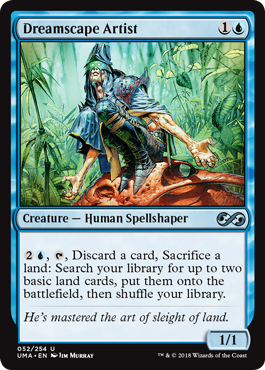 Dreamscape Artist 1
Creature — Human Spellshaper
2 , , Discard a card, Sacrifice a
land: Search your library for up to two
basic land cards, put them onto the
battlefield, then shuffle your library.
He's mastered the art of sleight of land.
1/1
052/254 U
UMA • EN Jim Murray
™ & © 2018 Wizards of the Coast